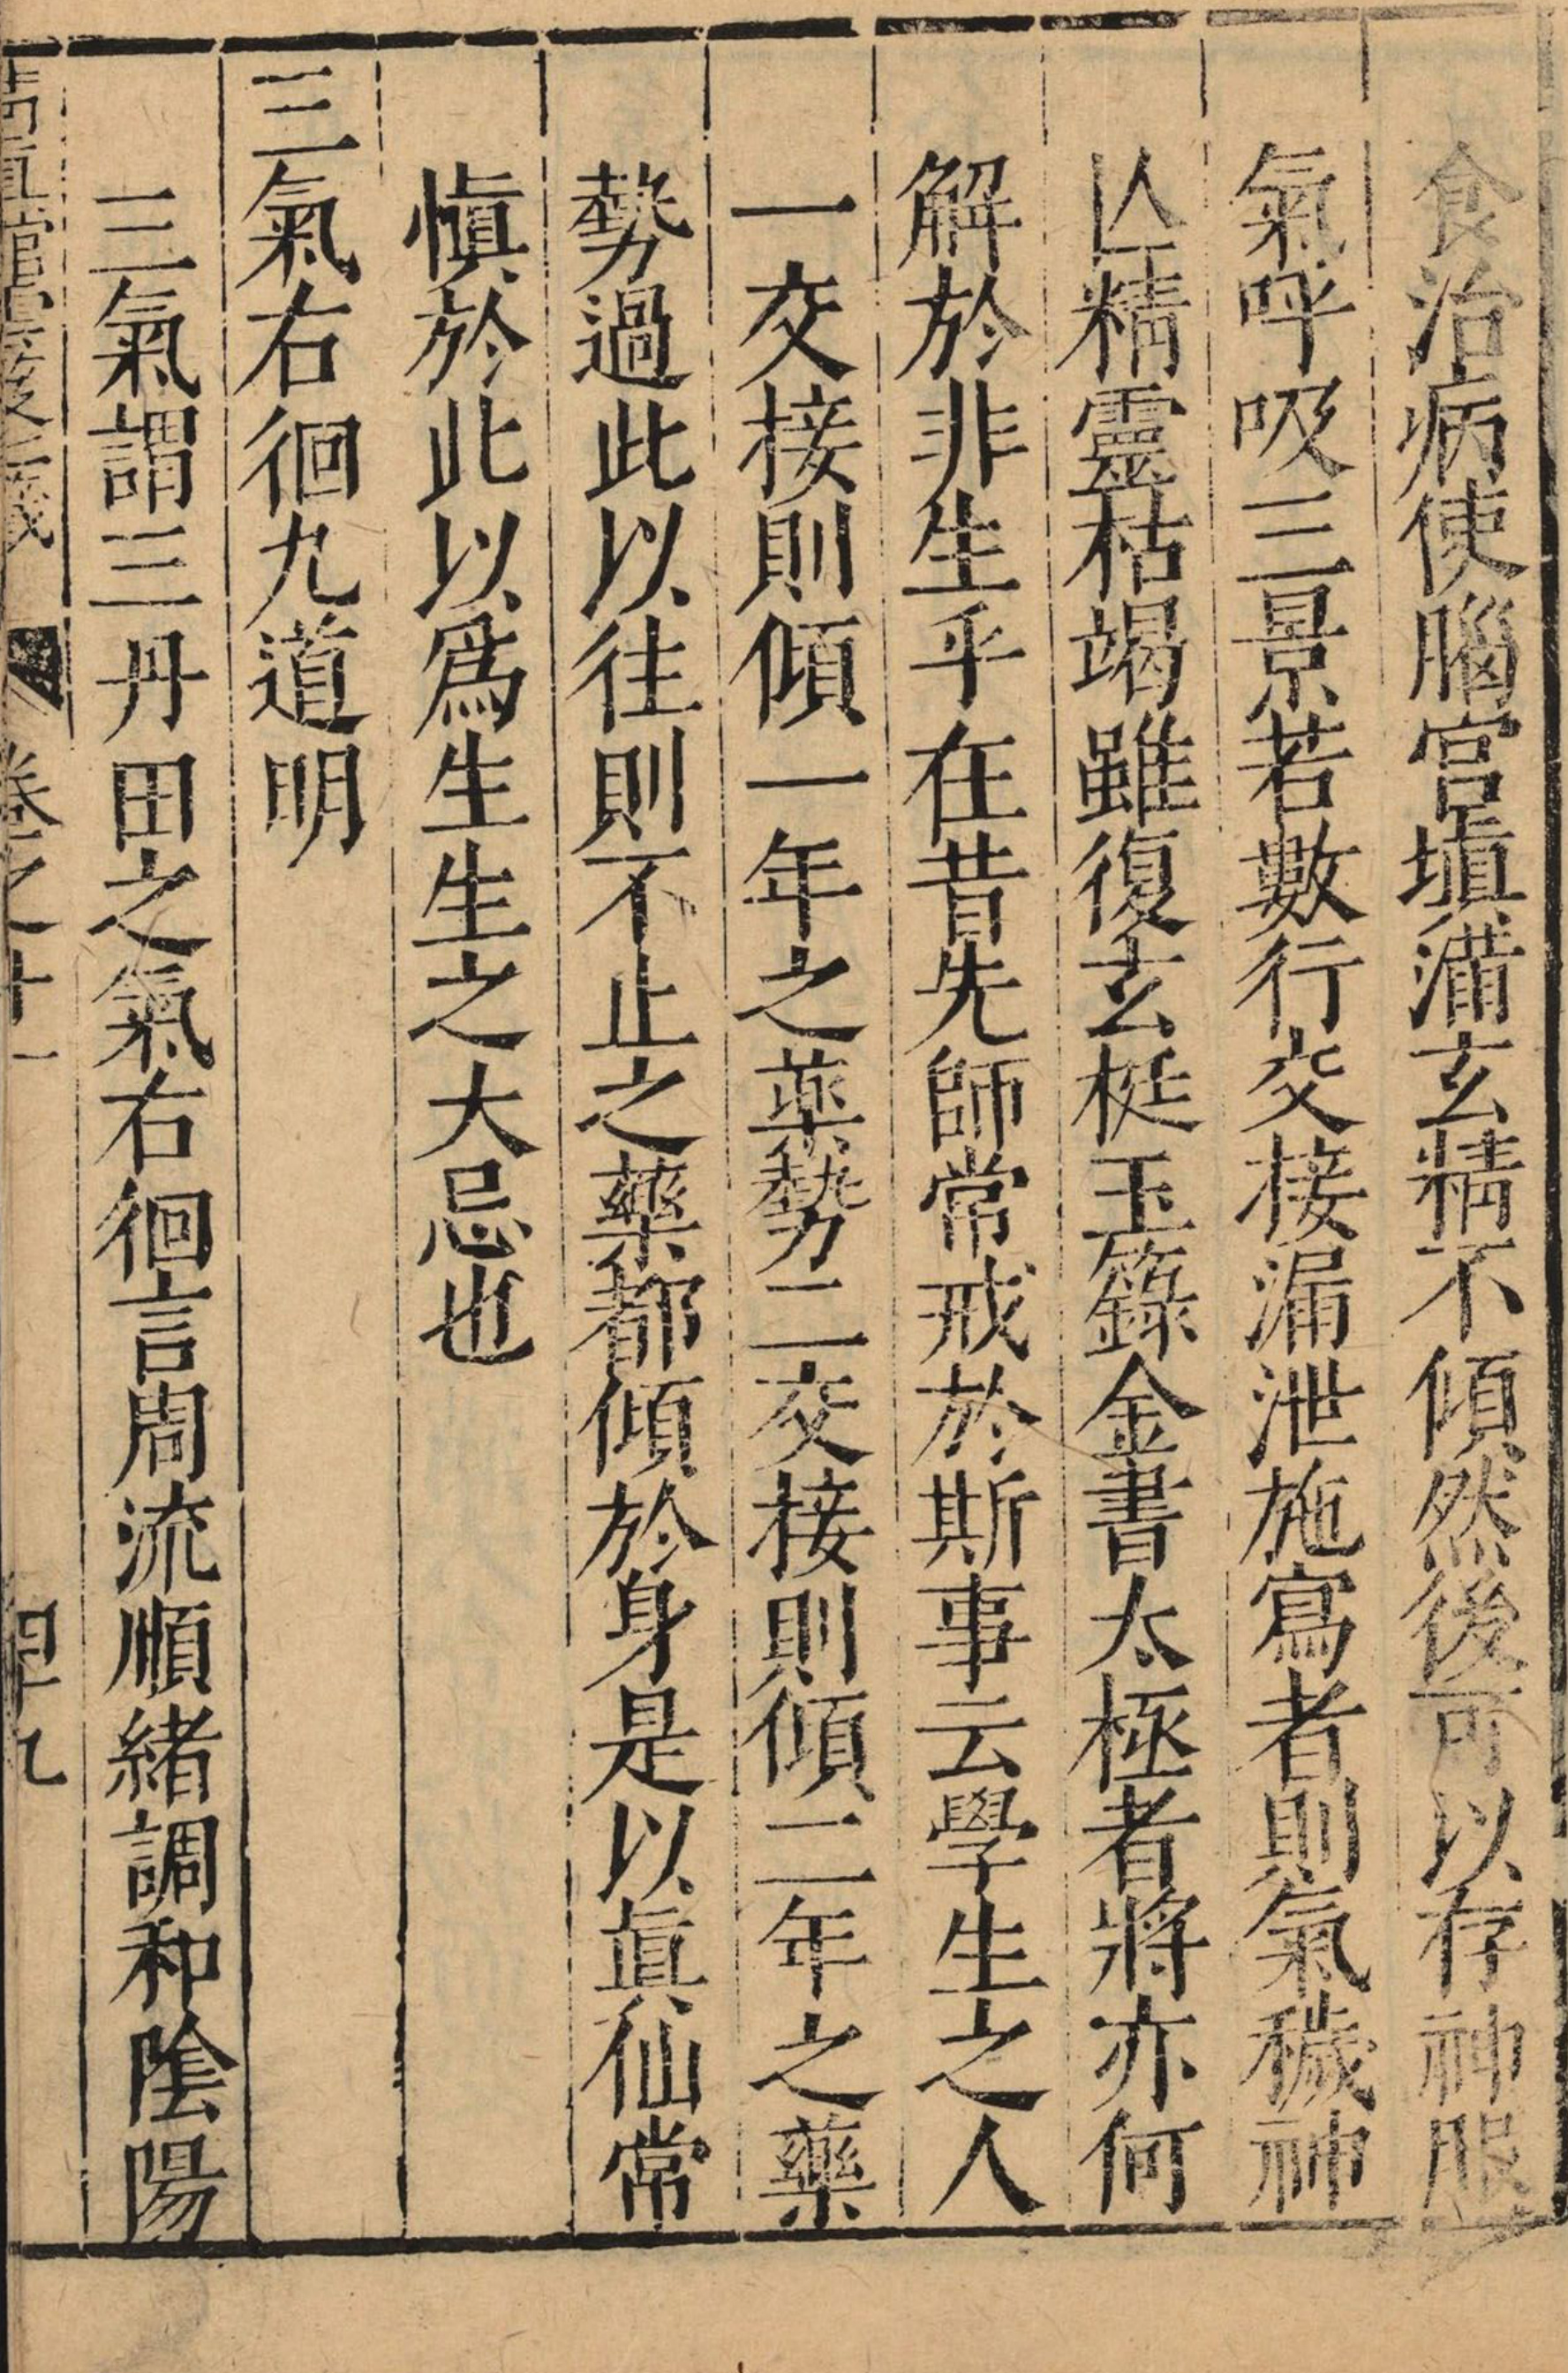 食治病使腦宮塡滿玄精不傾然後可以存神服
氣呼吸三景若數行交接漏泄施寫者則氣穢神
亾精靈枯竭雖復玄梃玉籙金書太極者將亦何
解於非生乎在昔先師常戒於斯事云學生之人
一交接則傾一年之藥勢二交接則傾二年之藥
勢過此以往則不止之藥都傾於身是以眞仙常
愼於此以爲生生之大忌也
三氣右徊九道明
三氣謂三丹田之氣右徊言周流順緒調和陰陽
卷之十一
四十九